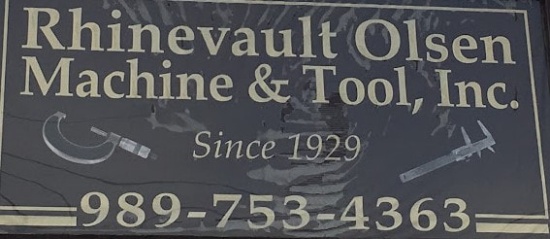 Rhinevault Olsen
Machine & Tool, Inc.
Since 1929
989-753-4363